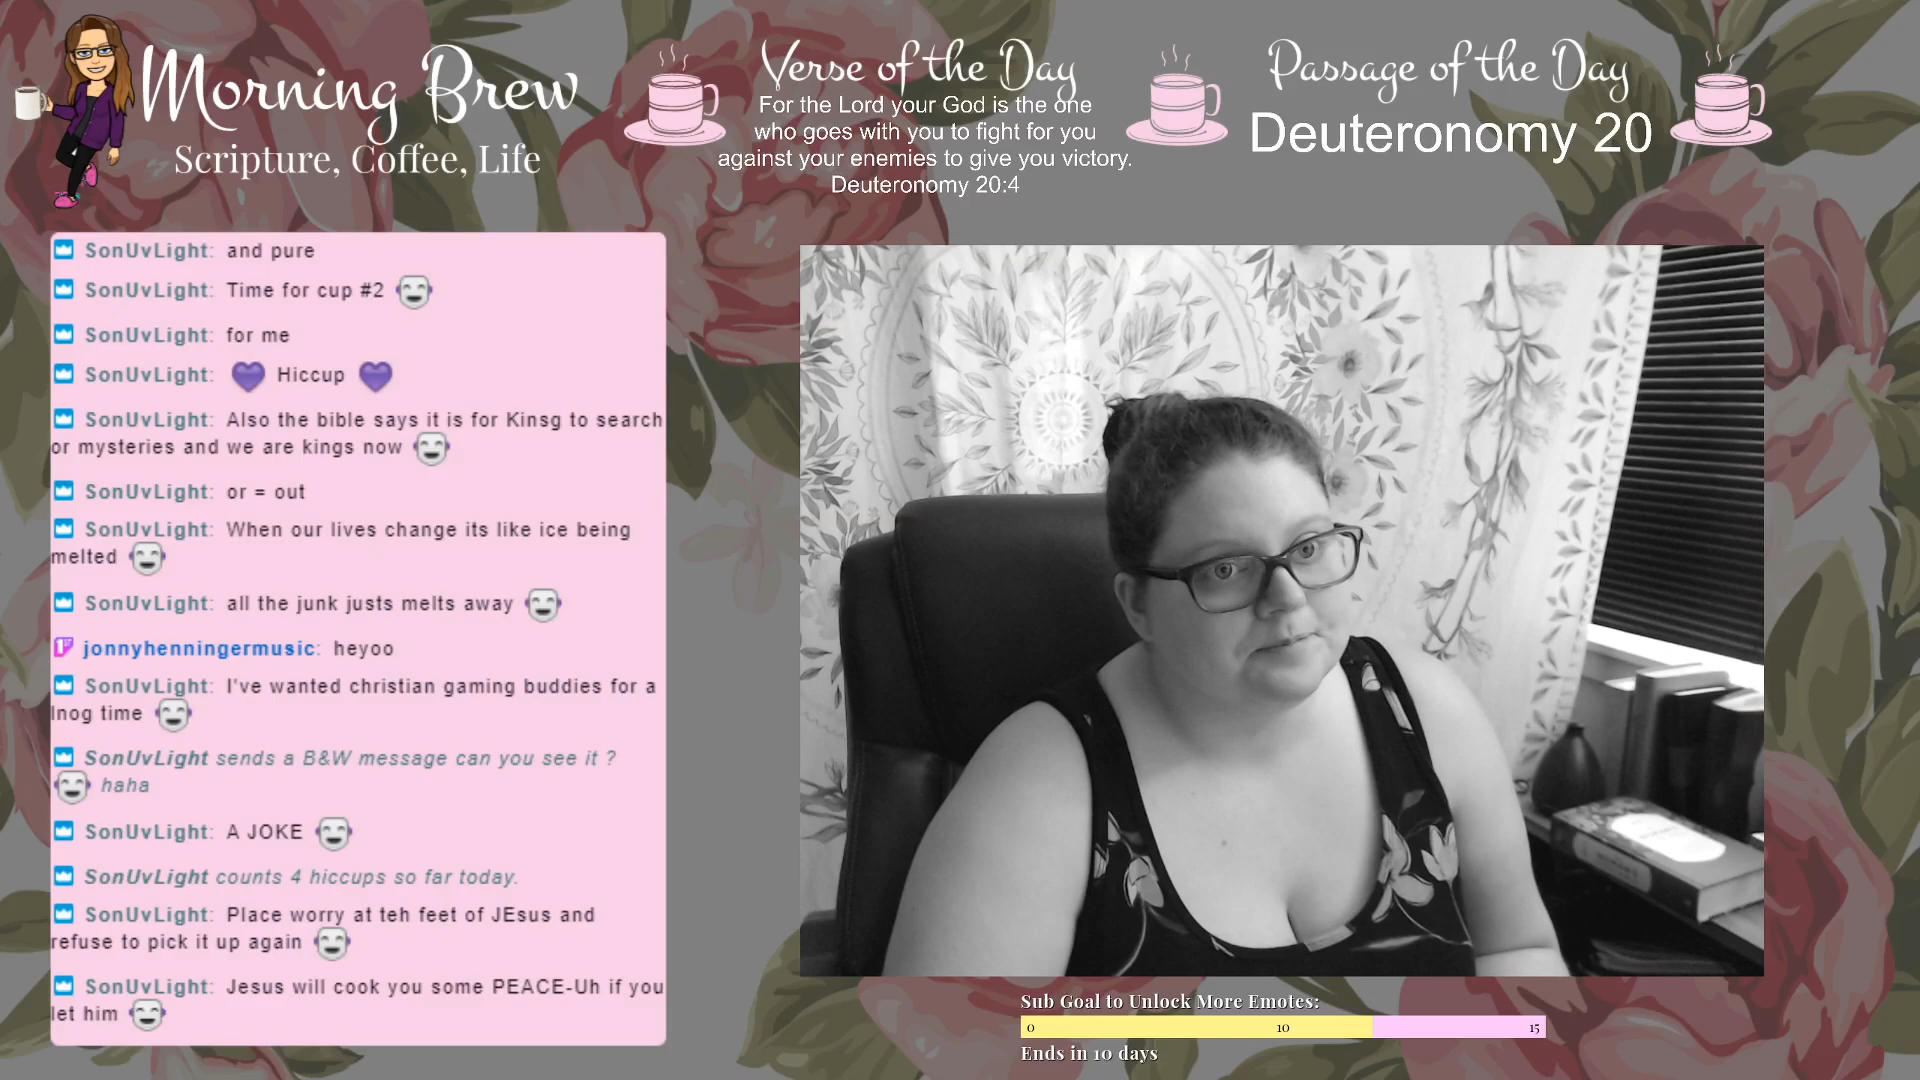 Morning Brew
Scripture, Coffee, Life
Verse of the Day
For the Lord your God is the one
who goes with you to fight for you
against your enemies to give you victory.
Deuteronomy 20:4
Passage of the Day
Deuteronomy 20
SonUvLight: and pure
SonUvLight: Time for cup #2
SonUvLight: for me
SonUvLight: Hiccup
SonUvLight: Also the bible says it is for Kinsg to search
or mysteries and we are kings now
SonUvLight: or = out
SonUvLight: When our lives change its like ice being
melted
SonUvLight: all the junk justs melts away
jonnyhenningermusic: heyoo
SonUvLight: I've wanted christian gaming buddies for a
lnog time
SonUvLight sends a B&W message can you see it ?
haha
SonUvLight: A JOKE
SonUvLight counts 4 hiccups so far today.
SonUvLight: Place worry at teh feet of JEsus and
refuse to pick it up again
SonUvLight: Jesus will cook you some PEACE-Uh if you
let him
Sub Goal to Unlock More Emotes:
0 10 15
Ends in 10 days